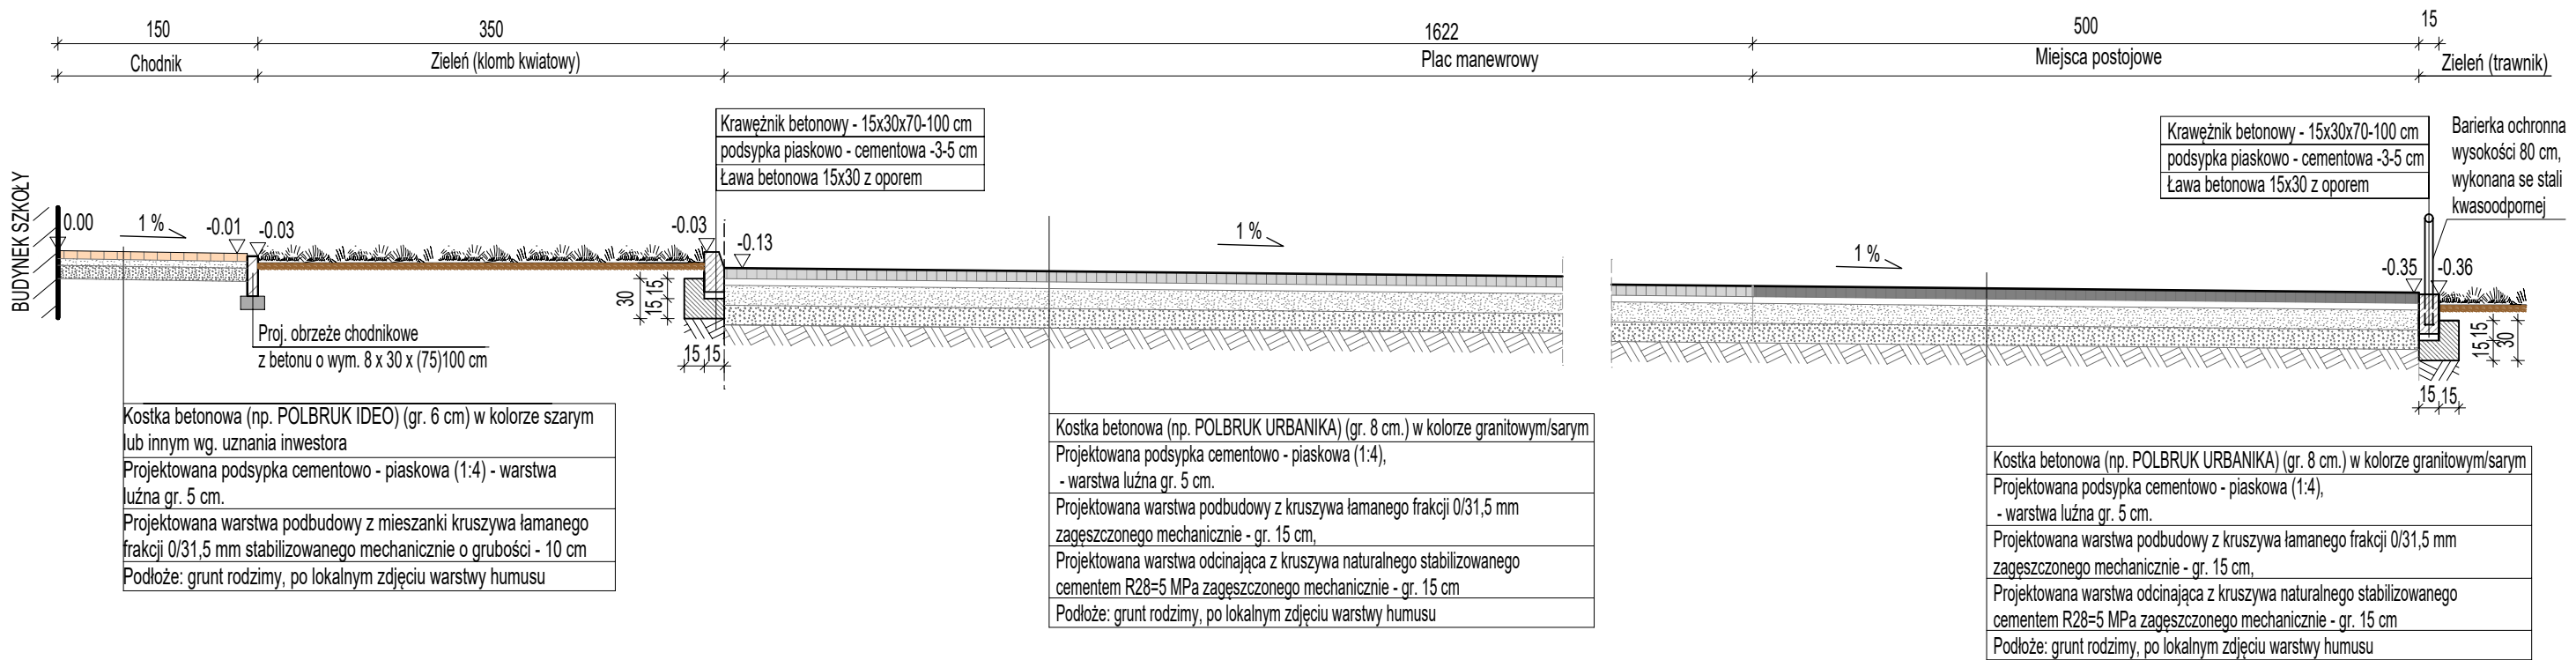 150
350
1622
500
15
Chodnik
Zieleń (klomb kwiatowy)
Plac manewrowy
Miejsca postojowe
Zieleń (trawnik)
Krawężnik betonowy - 15x30x70-100 cm
podsypka piaskowo - cementowa -3-5 cm
Ława betonowa 15x30 z oporem
Krawężnik betonowy - 15x30x70-100 cm
podsypka piaskowo - cementowa -3-5 cm
Ława betonowa 15x30 z oporem
Barierka ochronna
wysokości 80 cm,
wykonana se stali
kwasoodpornej
BUDYNEK SZKOŁY
0.00
1 %
-0.01
-0.03
-0.03
-0.13
1 %
1 %
-0.35
-0.36
30
15 15
15 15
15 15
30
15 15
Proj. obrzeże chodnikowe
z betonu o wym. 8 x 30 x (75)100 cm
Kostka betonowa (np. POLBRUK IDEO) (gr. 6 cm) w kolorze szarym
lub innym wg. uznania inwestora
Projektowana podsypka cementowo - piaskowa (1:4) - warstwa
luźna gr. 5 cm.
Projektowana warstwa podbudowy z mieszanki kruszywa łamanego
frakcji 0/31,5 mm stabilizowanego mechanicznie o grubości - 10 cm
Podłoże: grunt rodzimy, po lokalnym zdjęciu warstwy humusu
Kostka betonowa (np. POLBRUK URBANIKA) (gr. 8 cm.) w kolorze granitowym/sarym
Projektowana podsypka cementowo - piaskowa (1:4),
- warstwa luźna gr. 5 cm.
Projektowana warstwa podbudowy z kruszywa łamanego frakcji 0/31,5 mm
zagęszczonego mechanicznie - gr. 15 cm,
Projektowana warstwa odcinająca z kruszywa naturalnego stabilizowanego
cementem R28=5 MPa zagęszczonego mechanicznie - gr. 15 cm
Podłoże: grunt rodzimy, po lokalnym zdjęciu warstwy humusu
Kostka betonowa (np. POLBRUK URBANIKA) (gr. 8 cm.) w kolorze granitowym/sarym
Projektowana podsypka cementowo - piaskowa (1:4),
- warstwa luźna gr. 5 cm.
Projektowana warstwa podbudowy z kruszywa łamanego frakcji 0/31,5 mm
zagęszczonego mechanicznie - gr. 15 cm,
Projektowana warstwa odcinająca z kruszywa naturalnego stabilizowanego
cementem R28=5 MPa zagęszczonego mechanicznie - gr. 15 cm
Podłoże: grunt rodzimy, po lokalnym zdjęciu warstwy humusu